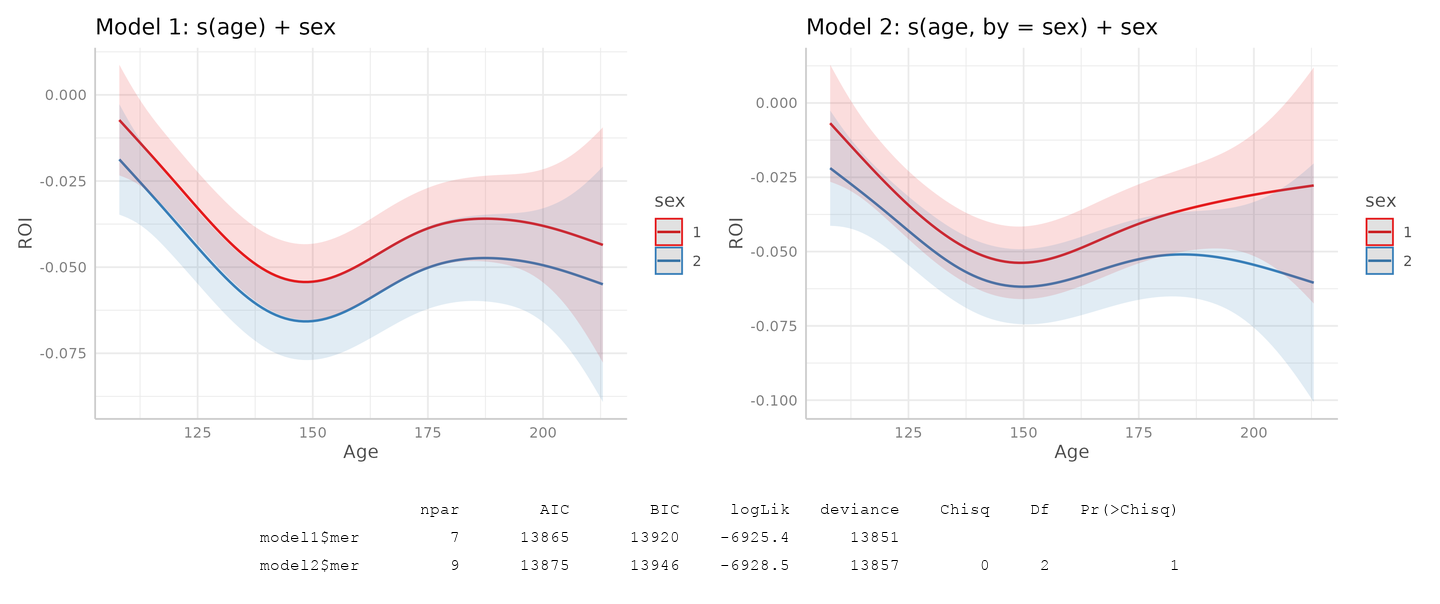 Model 1: s(age) + sex
0.000
-0.025
-0.050
-0.075
ROI
125 150 175 200
Age
sex
1
2
Model 2: s(age, by = sex) + sex
0.000
-0.025
-0.050
-0.075
-0.100
ROI
125 150 175 200
Age
sex
1
2
npar AIC BIC logLik deviance Chisq Df Pr(>Chisq)
model1$mer 7 13865 13920 -6925.4 13851
model2$mer 9 13875 13946 -6928.5 13857 0 2 1